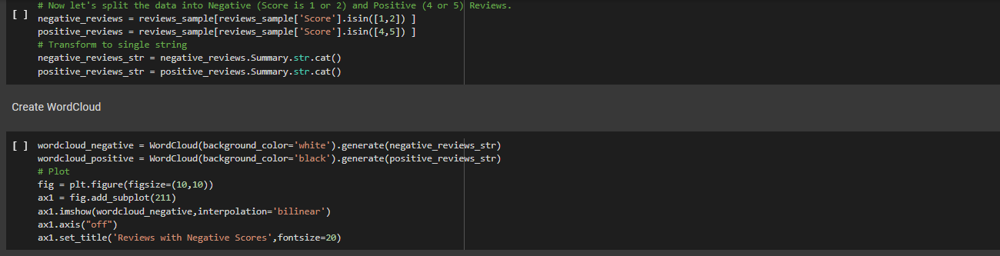 # Now let's split the data into Negative (Score is 1 or 2) and Positive (4 or 5) Reviews.
[ ] negative_reviews = reviews_sample[reviews_sample['Score'].isin([1,2]) ]
positive_reviews = reviews_sample[reviews_sample['Score'].isin([4,5]) ]
# Transform to single string
negative_reviews_str = negative_reviews.Summary.str.cat()
positive_reviews_str = positive_reviews.Summary.str.cat()
Create WordCloud
[ ] wordcloud_negative = WordCloud(background_color='white').generate(negative_reviews_str)
wordcloud_positive = WordCloud(background_color='black').generate(positive_reviews_str)
# Plot
fig = plt.figure(figsize=(10,10))
ax1 = fig.add_subplot(211)
ax1.imshow(wordcloud_negative,interpolation='bilinear')
ax1.axis("off")
ax1.set_title('Reviews with Negative Scores',fontsize=20)